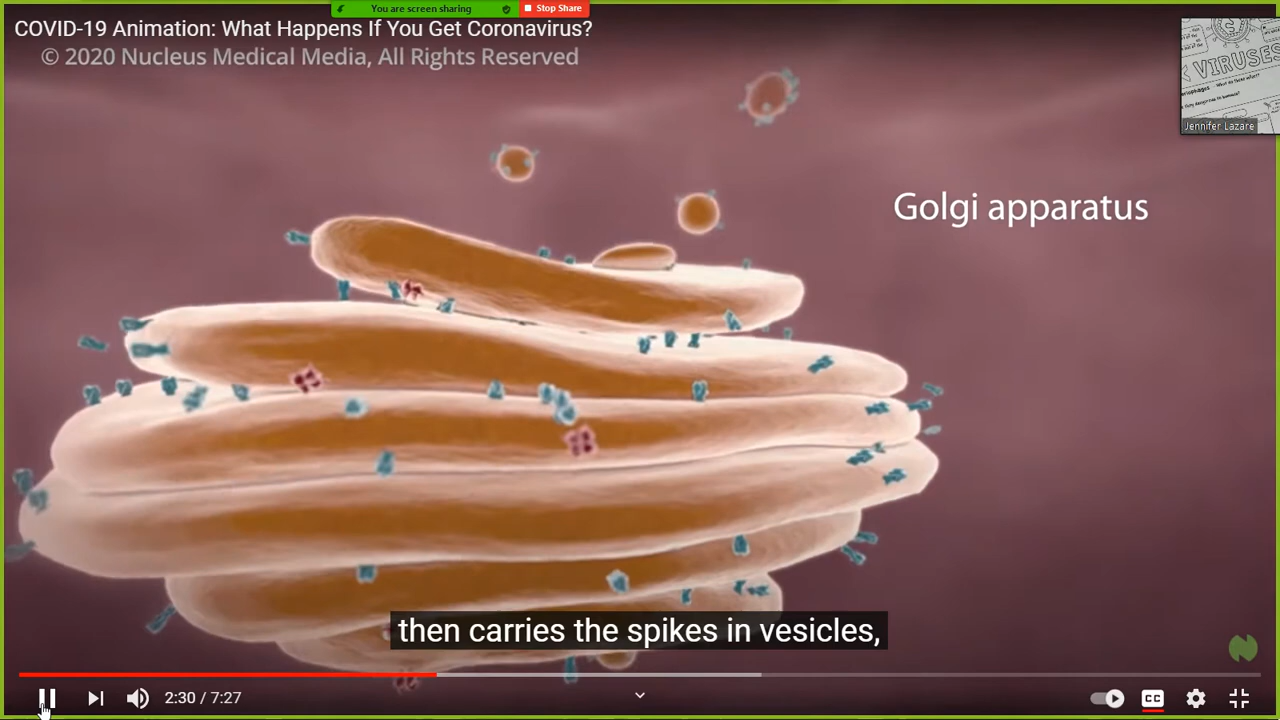 You are screen sharing
Stop Share
COVID-19 Animation: What Happens If You Get Coronavirus?
© 2020 Nucleus Medical Media, All Rights Reserved
VIRUSES
Jennifer Lazare
Golgi apparatus
then carries the spikes in vesicles,
2:30 / 7:27
CC